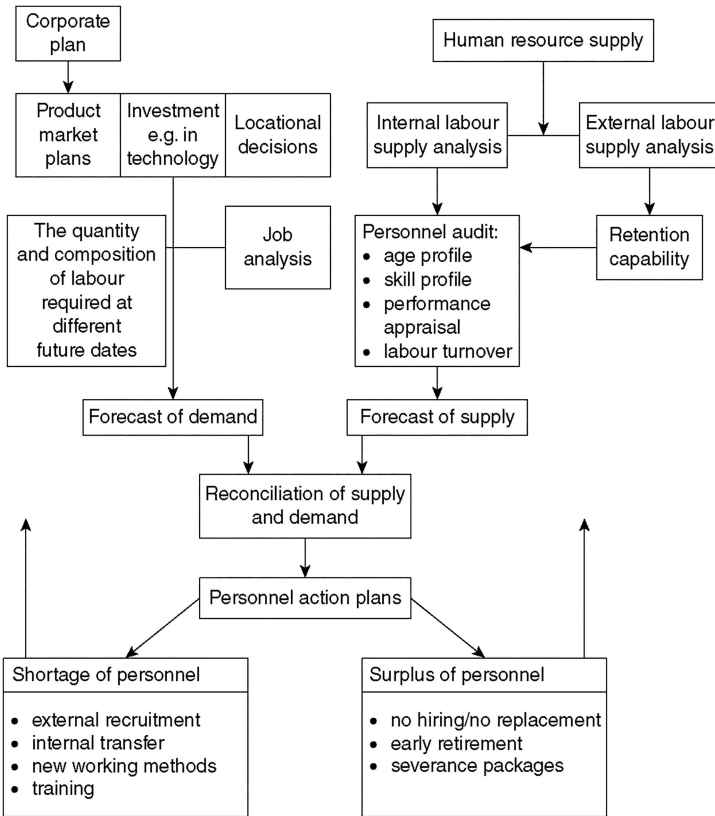 Corporate
plan
Human resource supply
Product
market
plans
Investment
e.g. in
technology
Locational
decisions
Internal labour
supply analysis
External labour
supply analysis
The quantity
and composition
of labour
required at
different
future dates
Job
analysis
Personnel audit:
• age profile
• skill profile
• performance
appraisal
• labour turnover
Retention
capability
Forecast of demand
Forecast of supply
Reconciliation of supply
and demand
Personnel action plans
Shortage of personnel
• external recruitment
• internal transfer
• new working methods
• training
Surplus of personnel
• no hiring/no replacement
• early retirement
• severance packages